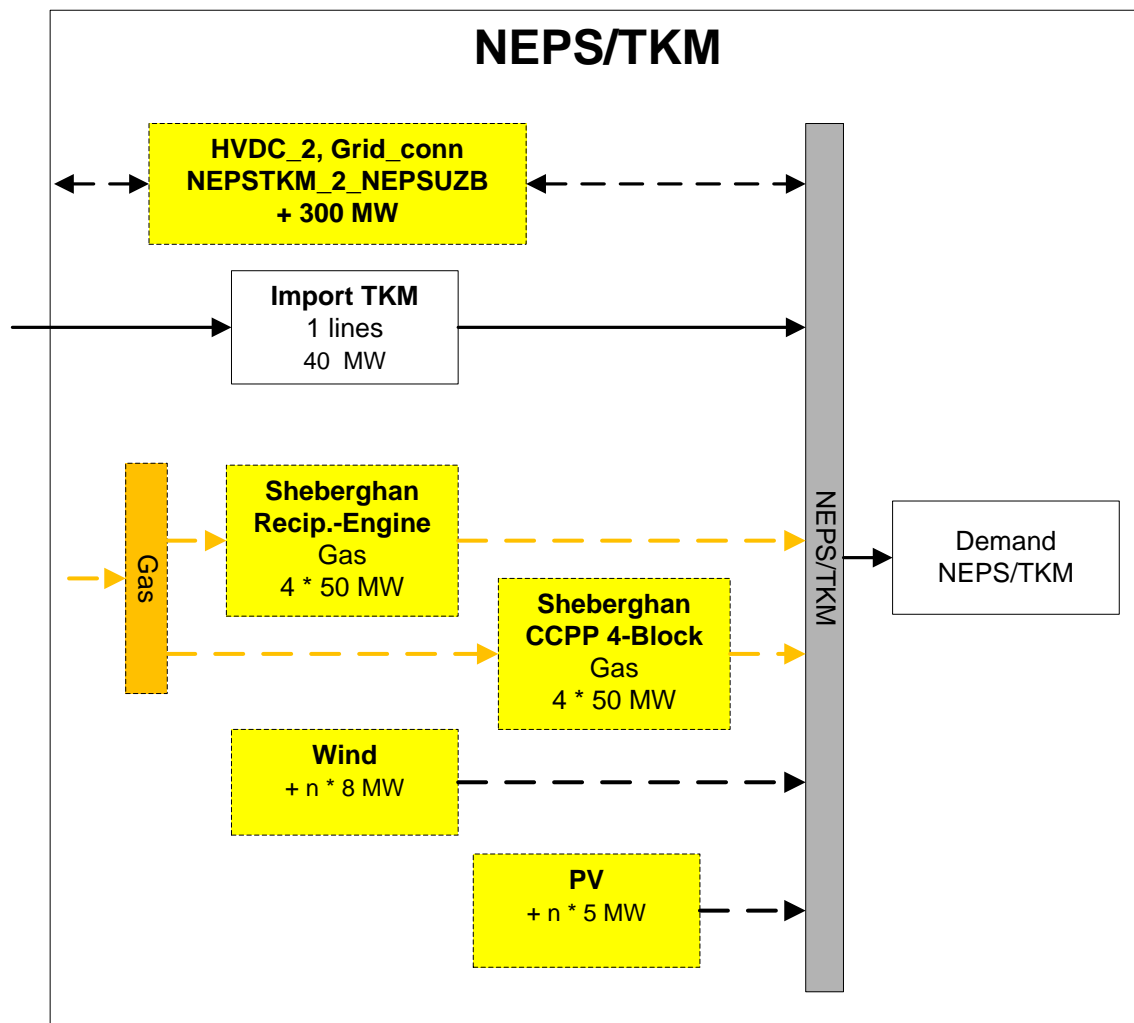 NEPS/TKM
HVDC_2, Grid_conn
NEPSTKM_2_NEPSUZB
+ 300 MW
Import TKM
1 lines
40 MW
Gas
Sheberghan
Recip.-Engine
Gas
4 * 50 MW
Sheberghan
CCPP 4-Block
Gas
4 * 50 MW
Wind
+ n * 8 MW
PV
+ n * 5 MW
NEPS/TKM
Demand
NEPS/TKM